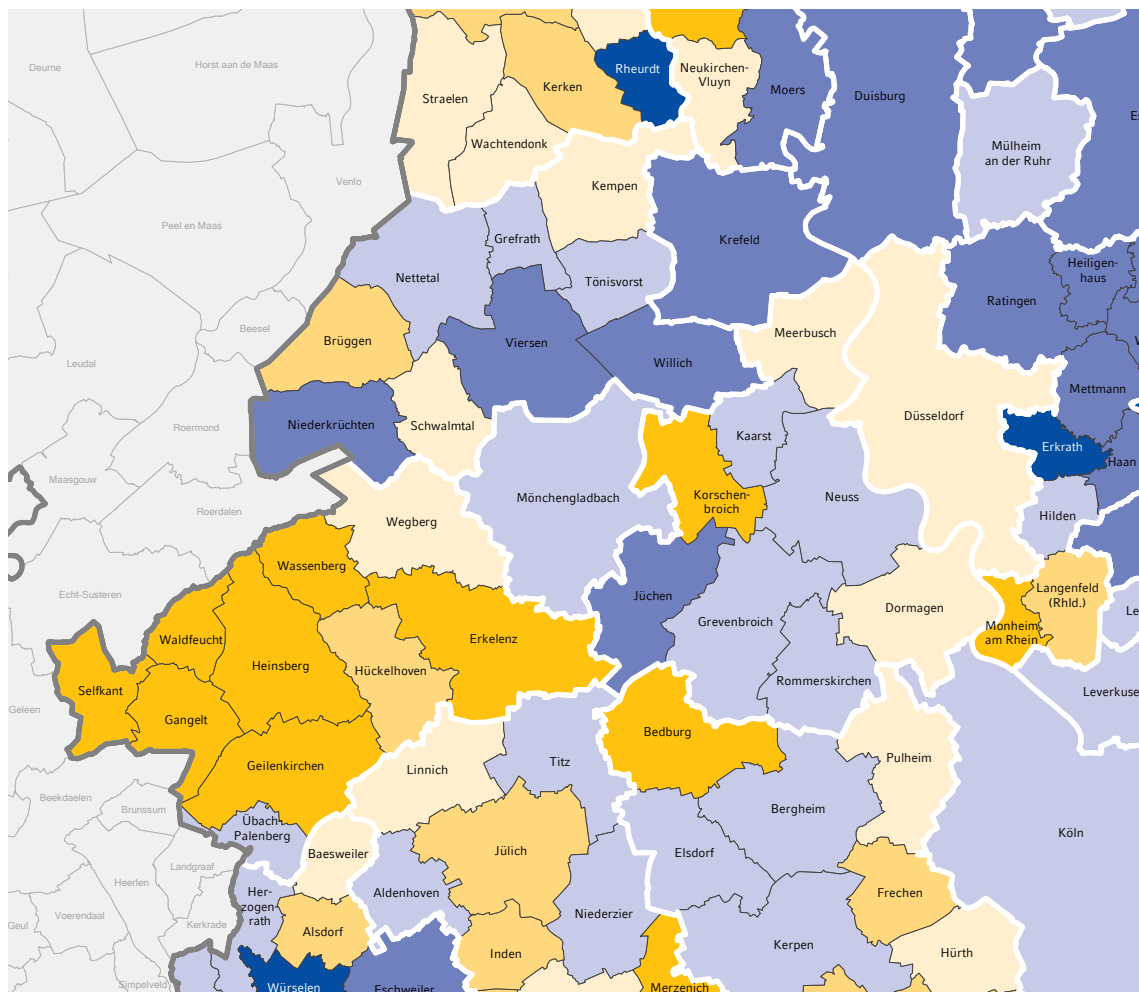 Deurne
Horst aan de Maas
Venlo
Peel en Maas
Beesel
Leudal
Roermond
Maasgouw
Roerdalen
Echt-Susteren
Geleen
Beekdaelen
Brunssum
Landgraaf
Heerlen
Voerendaal
Kerkrade
Simpelveld
Straelen
Kerken
Rheurdt
Neukirchen-
Vluyn
Moers
Duisburg
Mülheim
an der Ruhr
Wachtendonk
Kempen
Grefrath
Krefeld
Nettetal
Tönisvorst
Heiligen-
haus
Ratingen
Brüggen
Viersen
Willich
Meerbusch
Mettmann
Niederkrüchten
Schwalmtal
Düsseldorf
Kaarst
Erkrath
Haan
Mönchengladbach
Korschen-
broich
Neuss
Hilden
Wegberg
Wassenberg
Jüchen
Dormagen
Langenfeld
(Rhld.)
Monheim
am Rhein
Le
Waldfeucht
Heinsberg
Erkelenz
Grevenbroich
Hückelhoven
Rommerskirchen
Selfkant
Gangelt
Leverkuse
Bedburg
Geilenkirchen
Linnich
Titz
Pulheim
Bergheim
Übach-
Palenberg
Baesweiler
Jülich
Elsdorf
Köln
Her-
zogen-
rath
Aldenhoven
Frechen
Niederzier
Alsdorf
Inden
Kerpen
Hürth
Würselen
Eschweiler
Merzenich